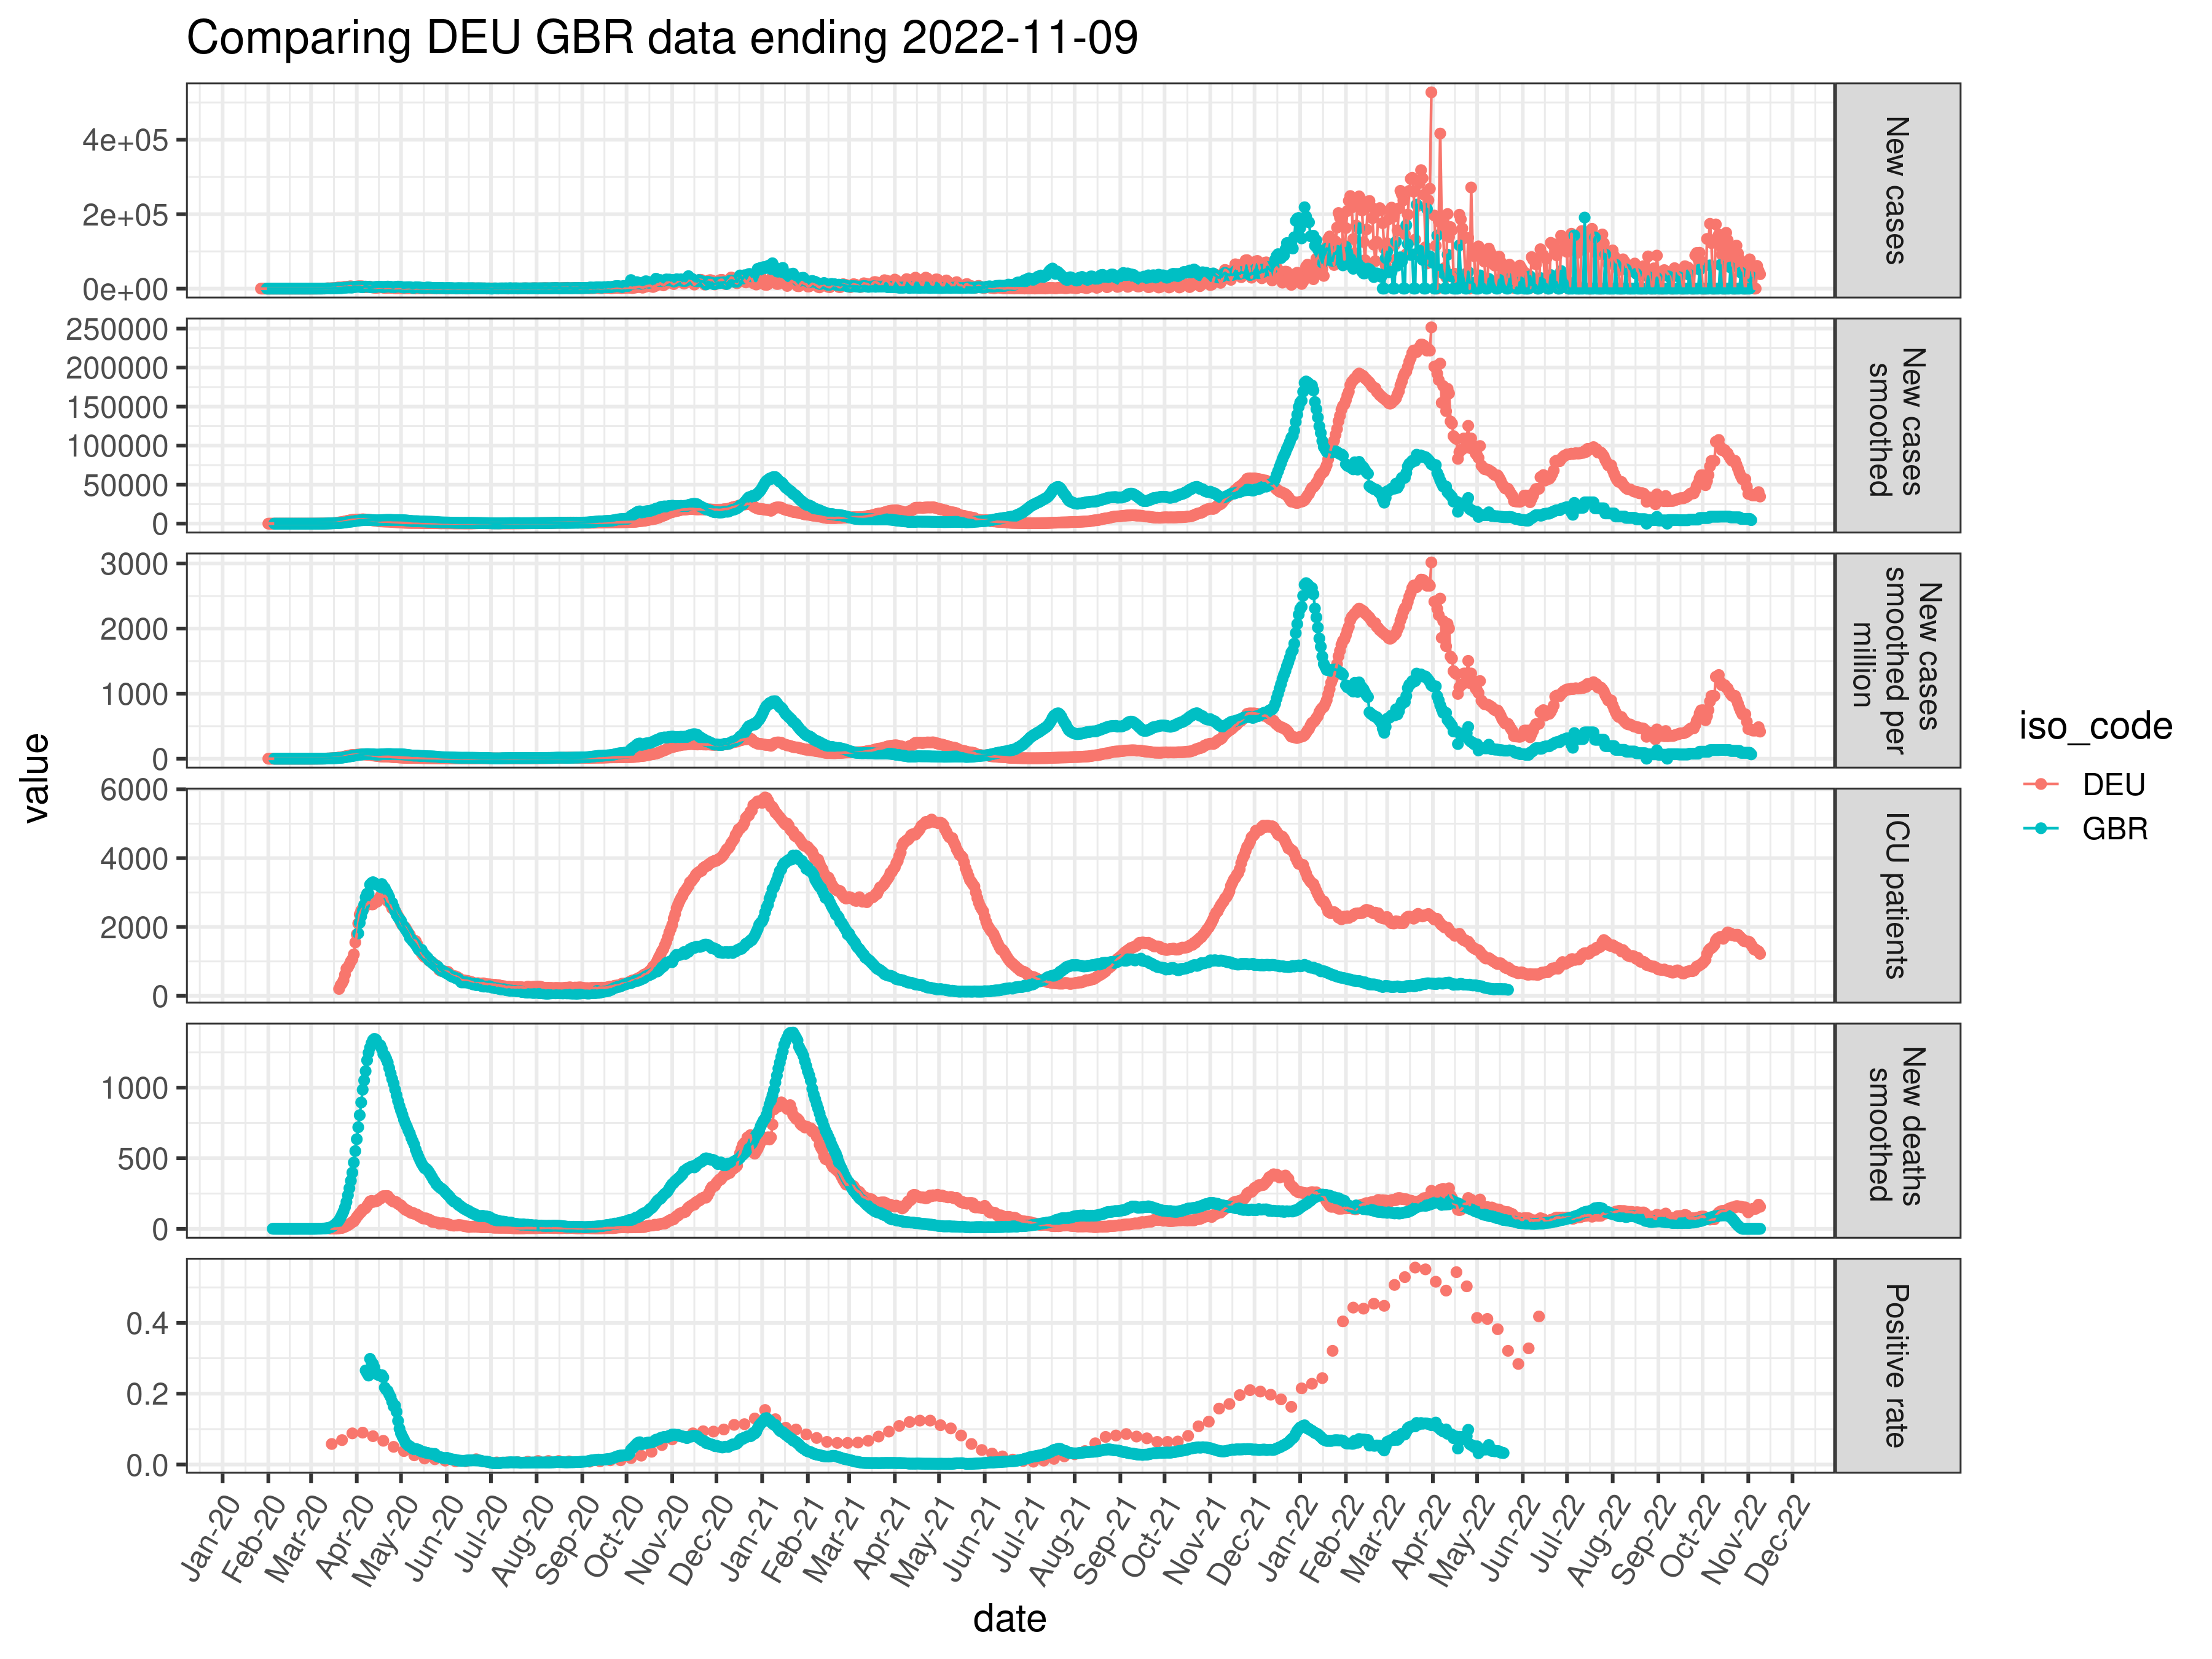 Comparing DEU GBR data ending 2022-11-09
value
4e+05
2e+05
0e+00
New cases
250000
200000
150000
100000
50000
0
New cases
smoothed
3000
2000
1000
0
New cases
smoothed per
million
6000
4000
2000
0
ICU patients
1000
500
0
New deaths
smoothed
0.4
0.2
0.0
Positive rate
Jan-20
Feb-20
Mar-20
Apr-20
May-20
Jun-20
Jul-20
Aug-20
Sep-20
Oct-20
Nov-20
Dec-20
Jan-21
Feb-21
Mar-21
Apr-21
May-21
Jun-21
Jul-21
Aug-21
Sep-21
Oct-21
Nov-21
Dec-21
Jan-22
Feb-22
Mar-22
Apr-22
May-22
Jun-22
Jul-22
Aug-22
Sep-22
Oct-22
Nov-22
Dec-22
date
iso_code
DEU
GBR